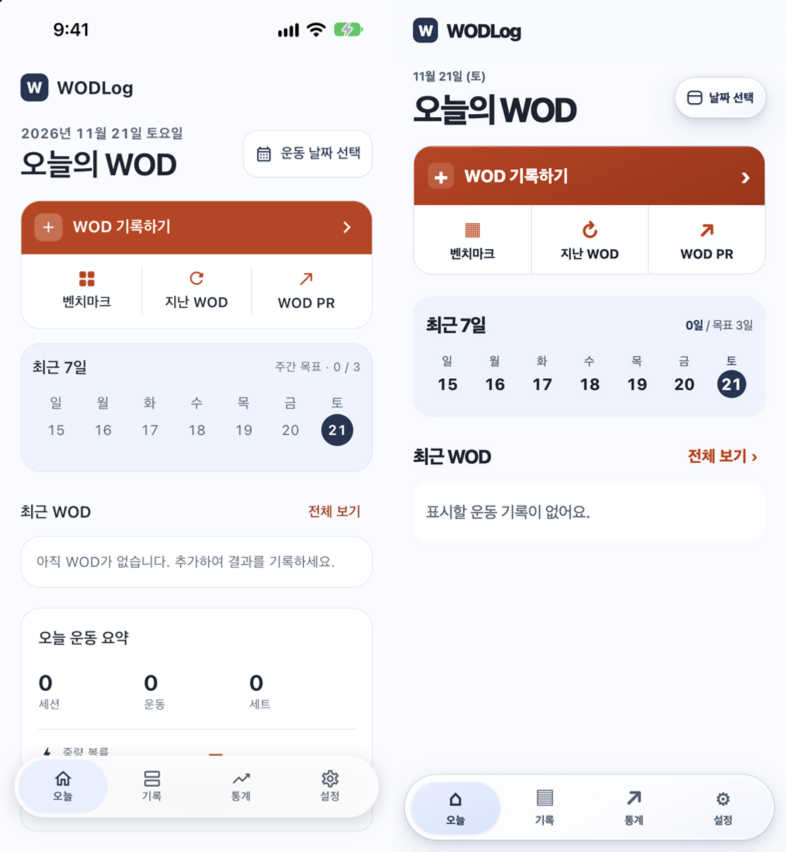 9:41
W WODLog
2026년 11월 21일 토요일
오늘의 WOD
운동 날짜 선택
WOD 기록하기
벤치마크
지난 WOD
WOD PR
최근 7일
주간 목표 · 0 / 3
일 월 화 수 목 금 토
15 16 17 18 19 20 21
최근 WOD
전체 보기
아직 WOD가 없습니다. 추가하여 결과를 기록하세요.
오늘 운동 요약
0 0 0
세션 운동 세트
중량 볼륨
오늘 기록 통계 설정
W WODLog
11월 21일 (토)
오늘의 WOD
날짜 선택
WOD 기록하기
벤치마크
지난 WOD
WOD PR
최근 7일
0일 / 목표 3일
일 월 화 수 목 금 토
15 16 17 18 19 20 21
최근 WOD
전체 보기 ›
표시할 운동 기록이 없어요.
오늘 기록 통계 설정